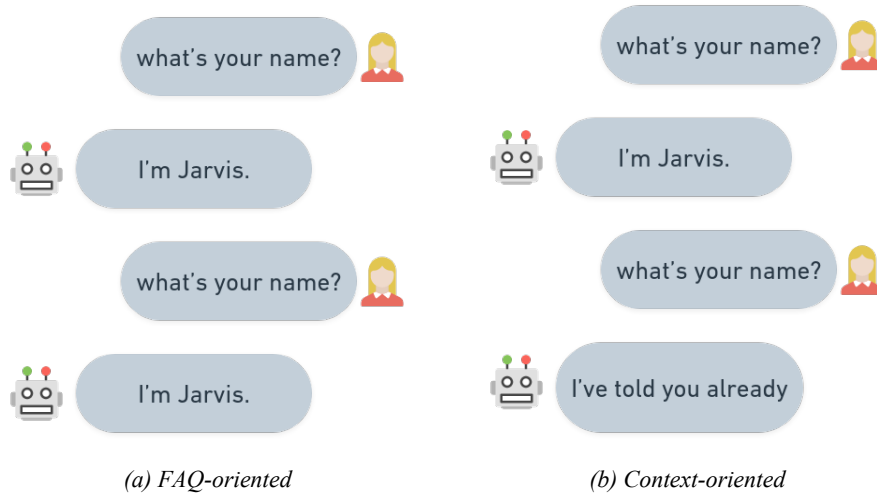 what's your name?
I'm Jarvis.
what's your name?
I'm Jarvis.
(a) FAQ-oriented
what's your name?
I'm Jarvis.
what's your name?
I've told you already
(b) Context-oriented